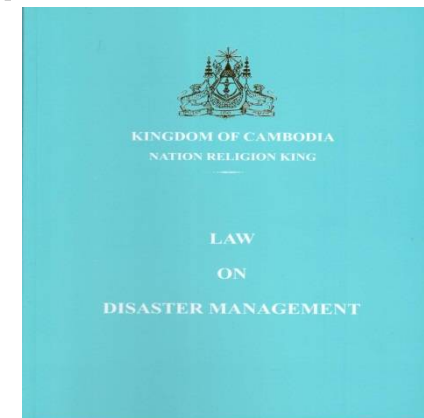 KINGDOM OF CAMBODIA
NATION RELIGION KING
LAW
ON
DISASTER MANAGEMENT